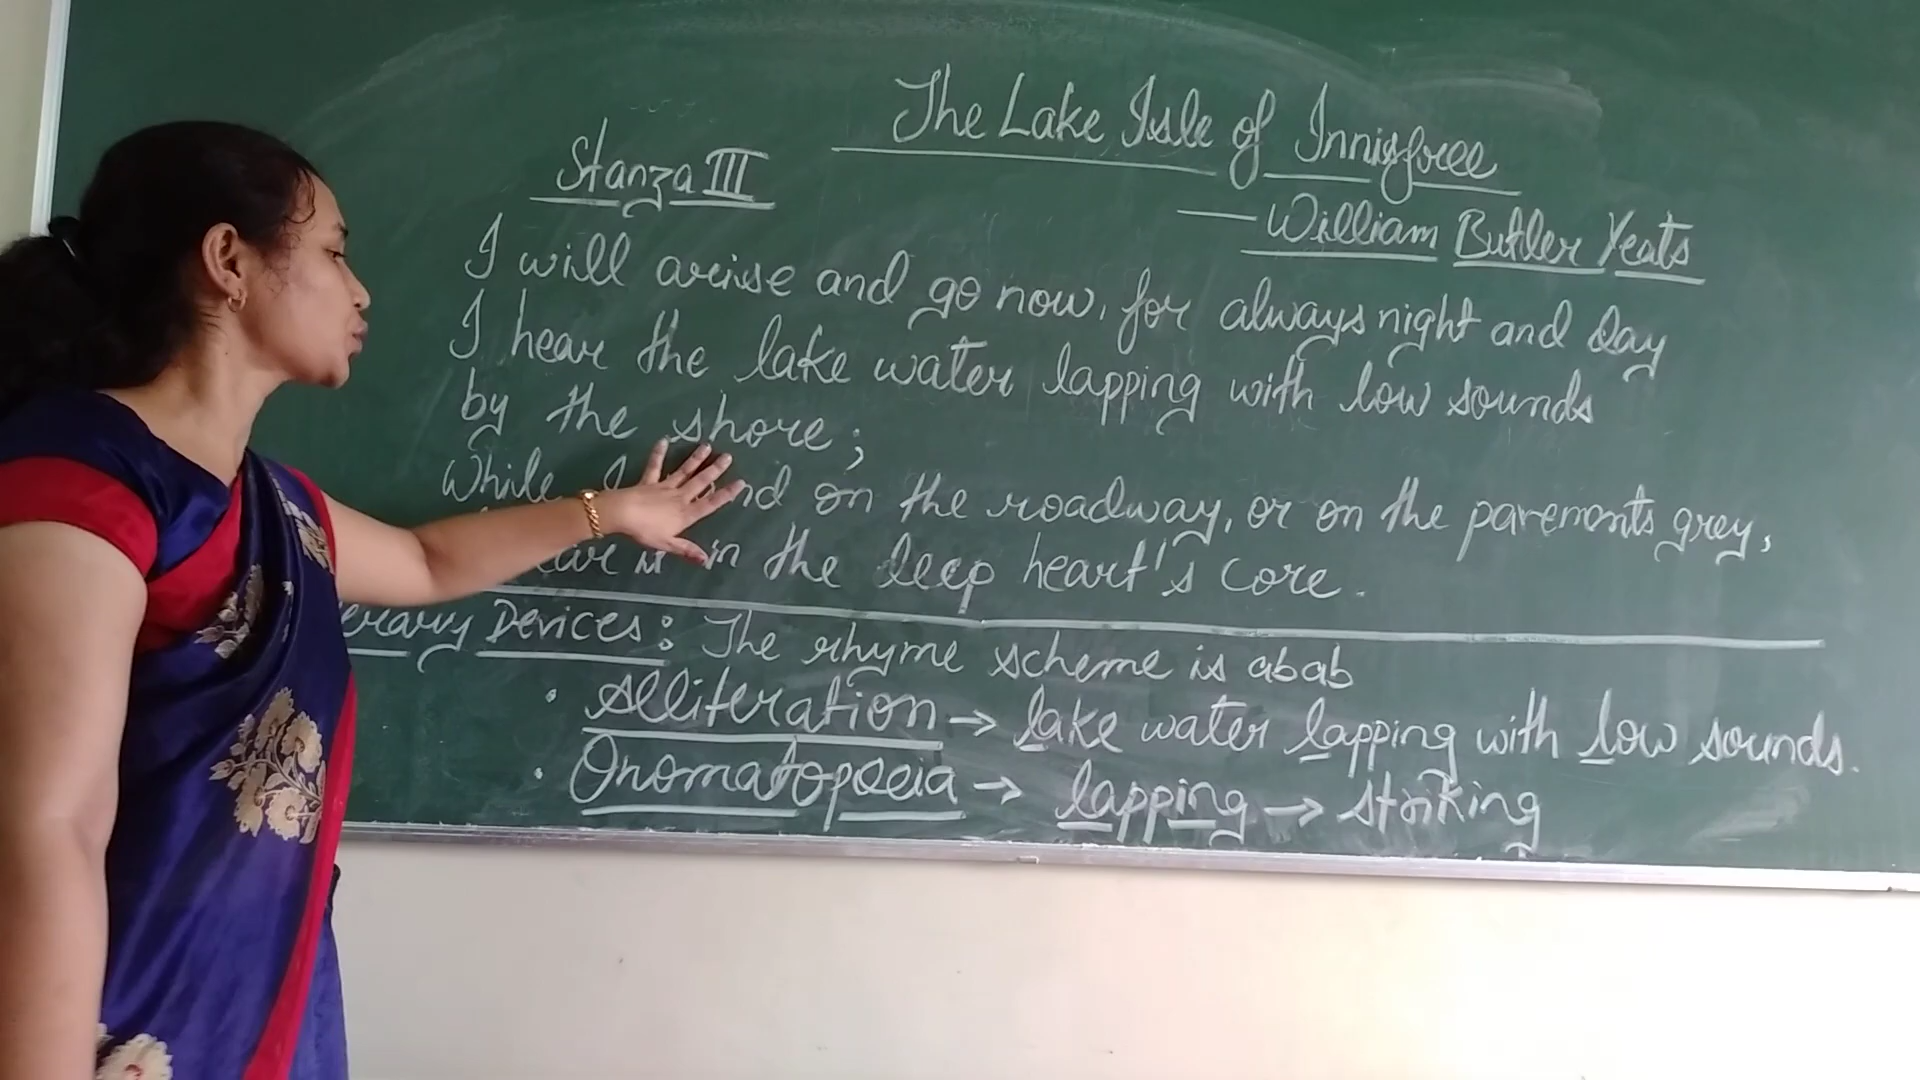 The Lake Isle of Innisfree
Stanza III
— William Butler Yeats
I will arise and go now, for always night and day
I hear the lake water lapping with low sounds
by the shore;
While I on the roadway, or on the pavements grey,
in the deep heart's core.
Devices: The rhyme scheme is abab
• Alliteration → lake water lapping with low sounds.
• Onomatopoeia → lapping → striking